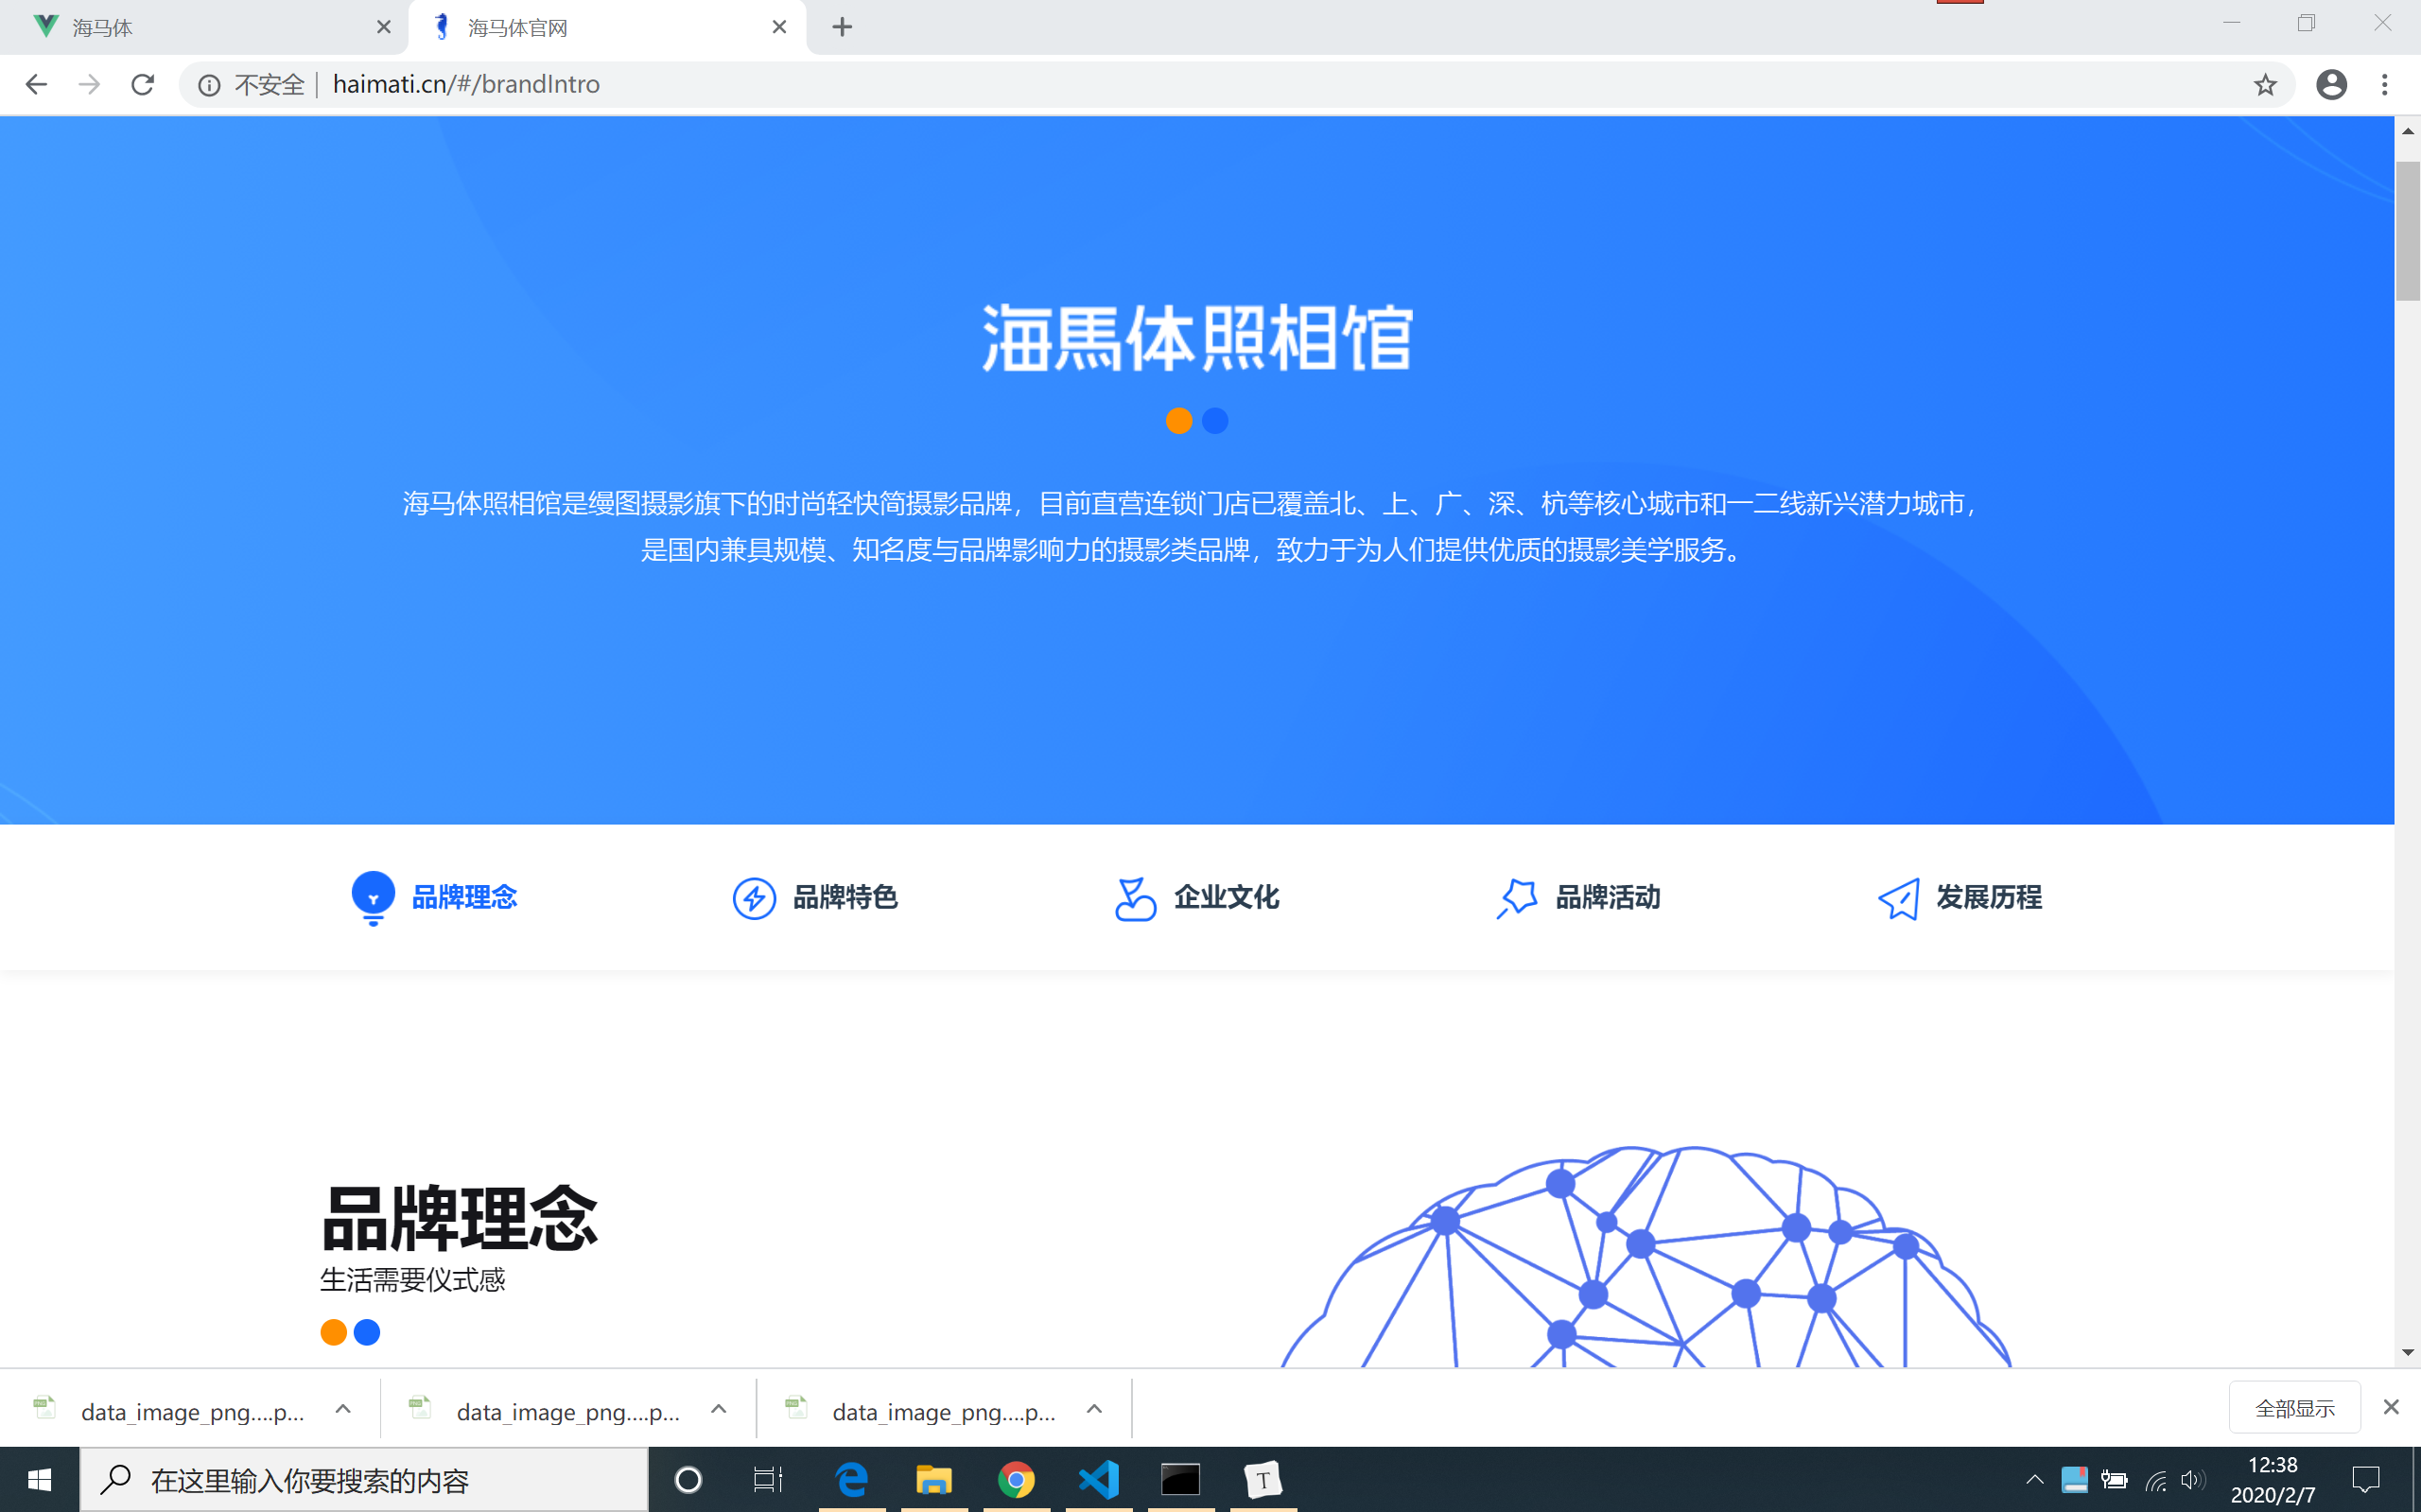 海马体
海马体官网
不安全 haimati.cn/#/brandIntro
海馬体照相馆
海马体照相馆是缦图摄影旗下的时尚轻快简摄影品牌，目前直营连锁门店已覆盖北、上、广、深、杭等核心城市和一二线新兴潜力城市，
是国内兼具规模、知名度与品牌影响力的摄影类品牌，致力于为人们提供优质的摄影美学服务。
品牌理念
品牌特色
企业文化
品牌活动
发展历程
品牌理念
生活需要仪式感
data_image_png....p...
data_image_png....p...
data_image_png....p...
全部显示
在这里输入你要搜索的内容
12:38
2020/2/7